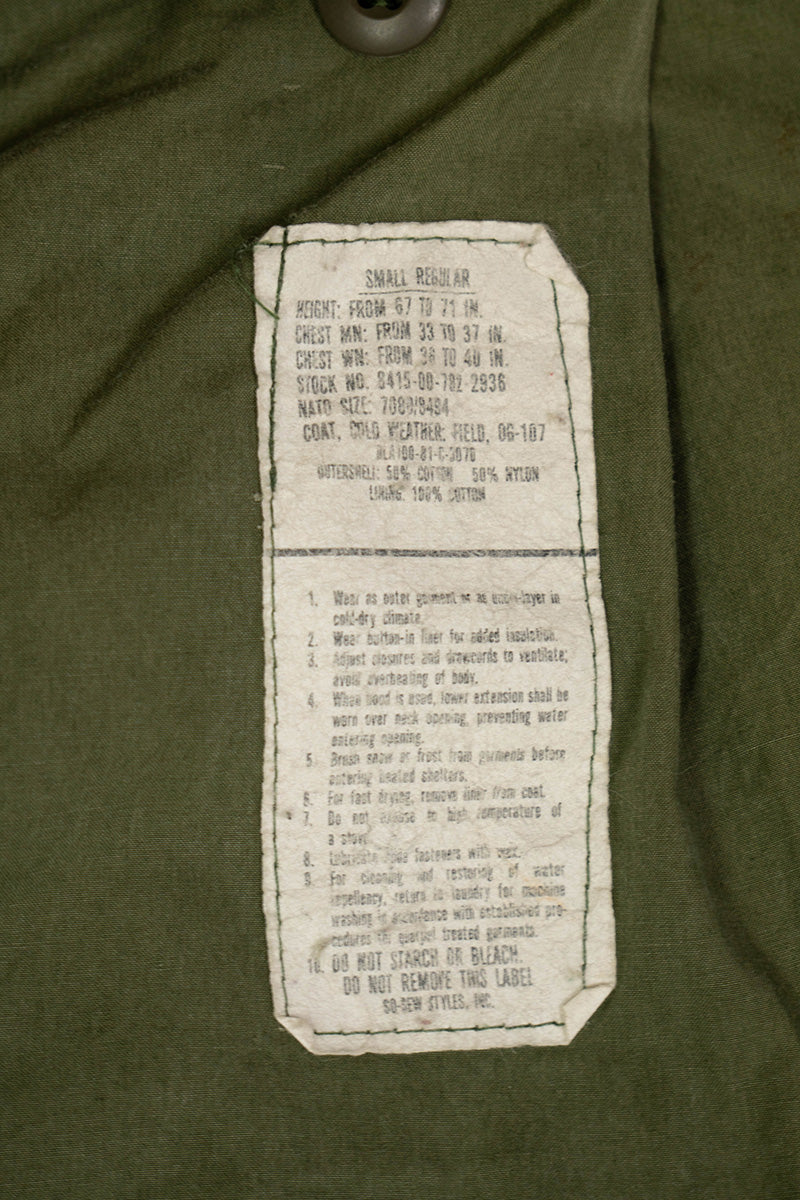 SMALL REGULAR
HEIGHT: FROM 67 TO 71 IN.
CHEST MN: FROM 33 TO 37 IN.
CHEST WN: FROM 36 TO 40 IN.
STOCK NO. 8415-00-782-2936
NATO SIZE: 7080/8494
COAT, COLD WEATHER: FIELD, OG-107
DLA100-81-C-3070
OUTERSHELL: 50% COTTON 50% NYLON
LINING: 100% COTTON
1. Wear as outer garment or as under-layer in
cold-dry climate.
2. Wear button-in liner for added insulation.
3. Adjust closures and drawcords to ventilate;
avoid overheating of body.
4. When hood is used, lower extension shall be
worn over neck opening, preventing water
entering opening.
5. Brush snow or frost from garments before
entering heated shelters.
6. For fast drying, remove liner from coat.
7. Do not expose to high temperature of
a stove.
8. Lubricate slide fasteners with wax.
9. For cleaning and restoring of water
repellency, return to laundry for machine
washing in accordance with established pro-
cedures for quarpel treated garments.
10. DO NOT STARCH OR BLEACH.
DO NOT REMOVE THIS LABEL
SO-SEW STYLES, INC.